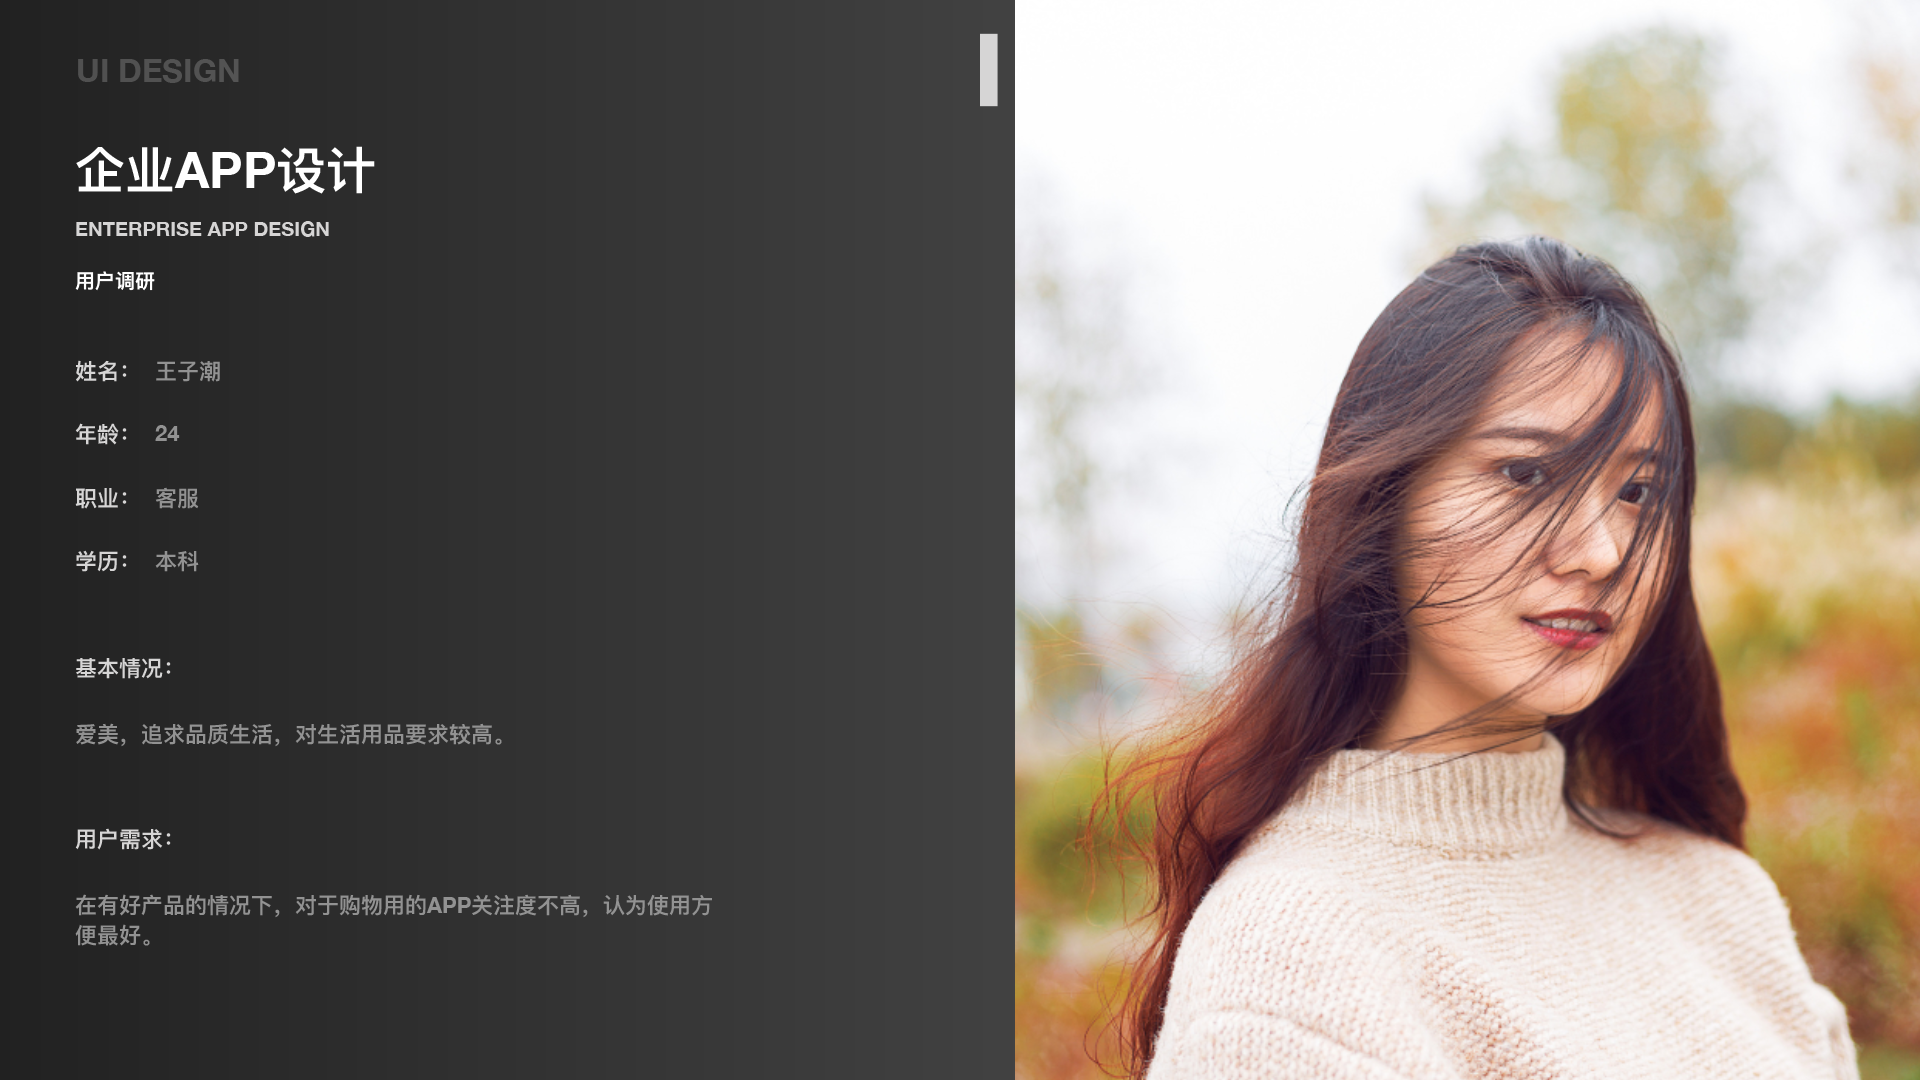 UI DESIGN
企业APP设计
ENTERPRISE APP DESIGN
用户调研
姓名： 王子潮
年龄： 24
职业： 客服
学历： 本科
基本情况：
爱美，追求品质生活，对生活用品要求较高。
用户需求：
在有好产品的情况下，对于购物用的APP关注度不高，认为使用方
便最好。